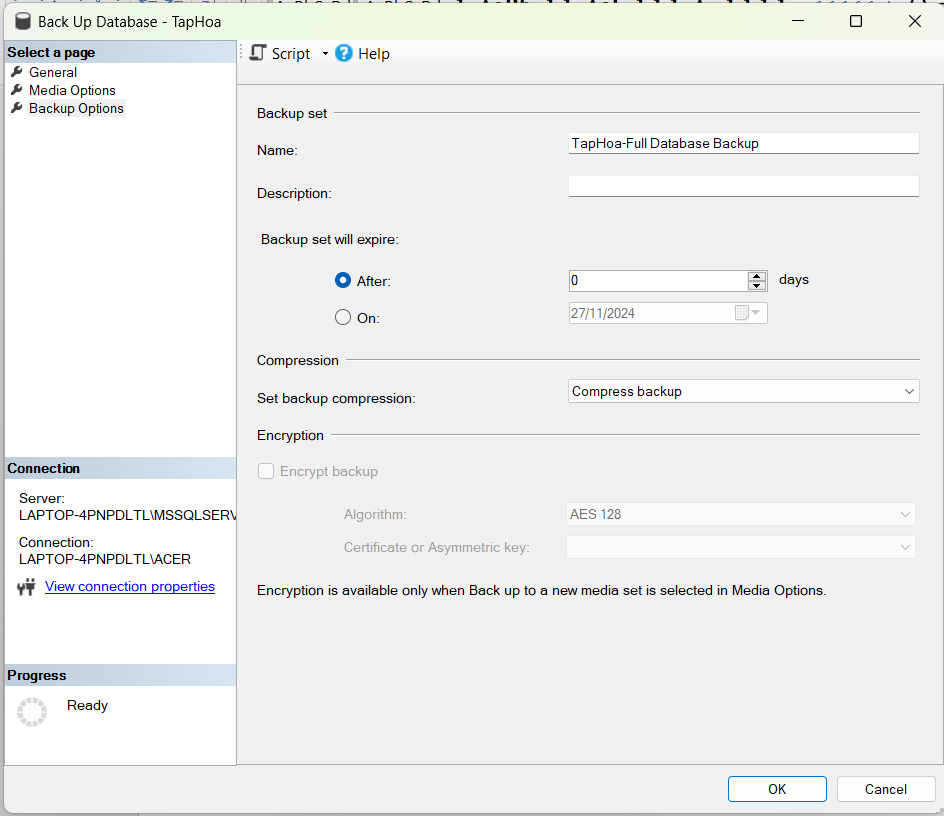 Back Up Database - TapHoa
Select a page
General
Media Options
Backup Options
Script
Help
Backup set
Name:
TapHoa-Full Database Backup
Description:
Backup set will expire:
After:
0
days
On:
27/11/2024
Compression
Set backup compression:
Compress backup
Encryption
Encrypt backup
Algorithm:
AES 128
Certificate or Asymmetric key:
Encryption is available only when Back up to a new media set is selected in Media Options.
Connection
Server:
LAPTOP-4PNPDLTL\MSSQLSERV
Connection:
LAPTOP-4PNPDLTL\ACER
View connection properties
Progress
Ready
OK
Cancel